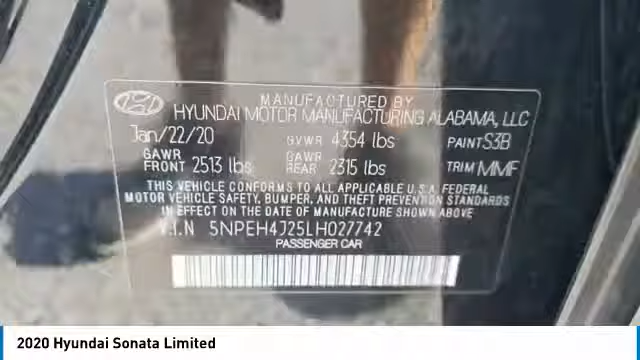 MANUFACTURED BY
HYUNDAI MOTOR MANUFACTURING ALABAMA, LLC
Jan/22/20 GVWR 4354 lbs PAINT S3B
GAWR FRONT 2513 lbs GAWR REAR 2315 lbs TRIM MMF
THIS VEHICLE CONFORMS TO ALL APPLICABLE U.S.A. FEDERAL
MOTOR VEHICLE SAFETY, BUMPER, AND THEFT PREVENTION STANDARDS
IN EFFECT ON THE DATE OF MANUFACTURE SHOWN ABOVE
V.I.N 5NPEH4J25LH027742
PASSENGER CAR
2020 Hyundai Sonata Limited